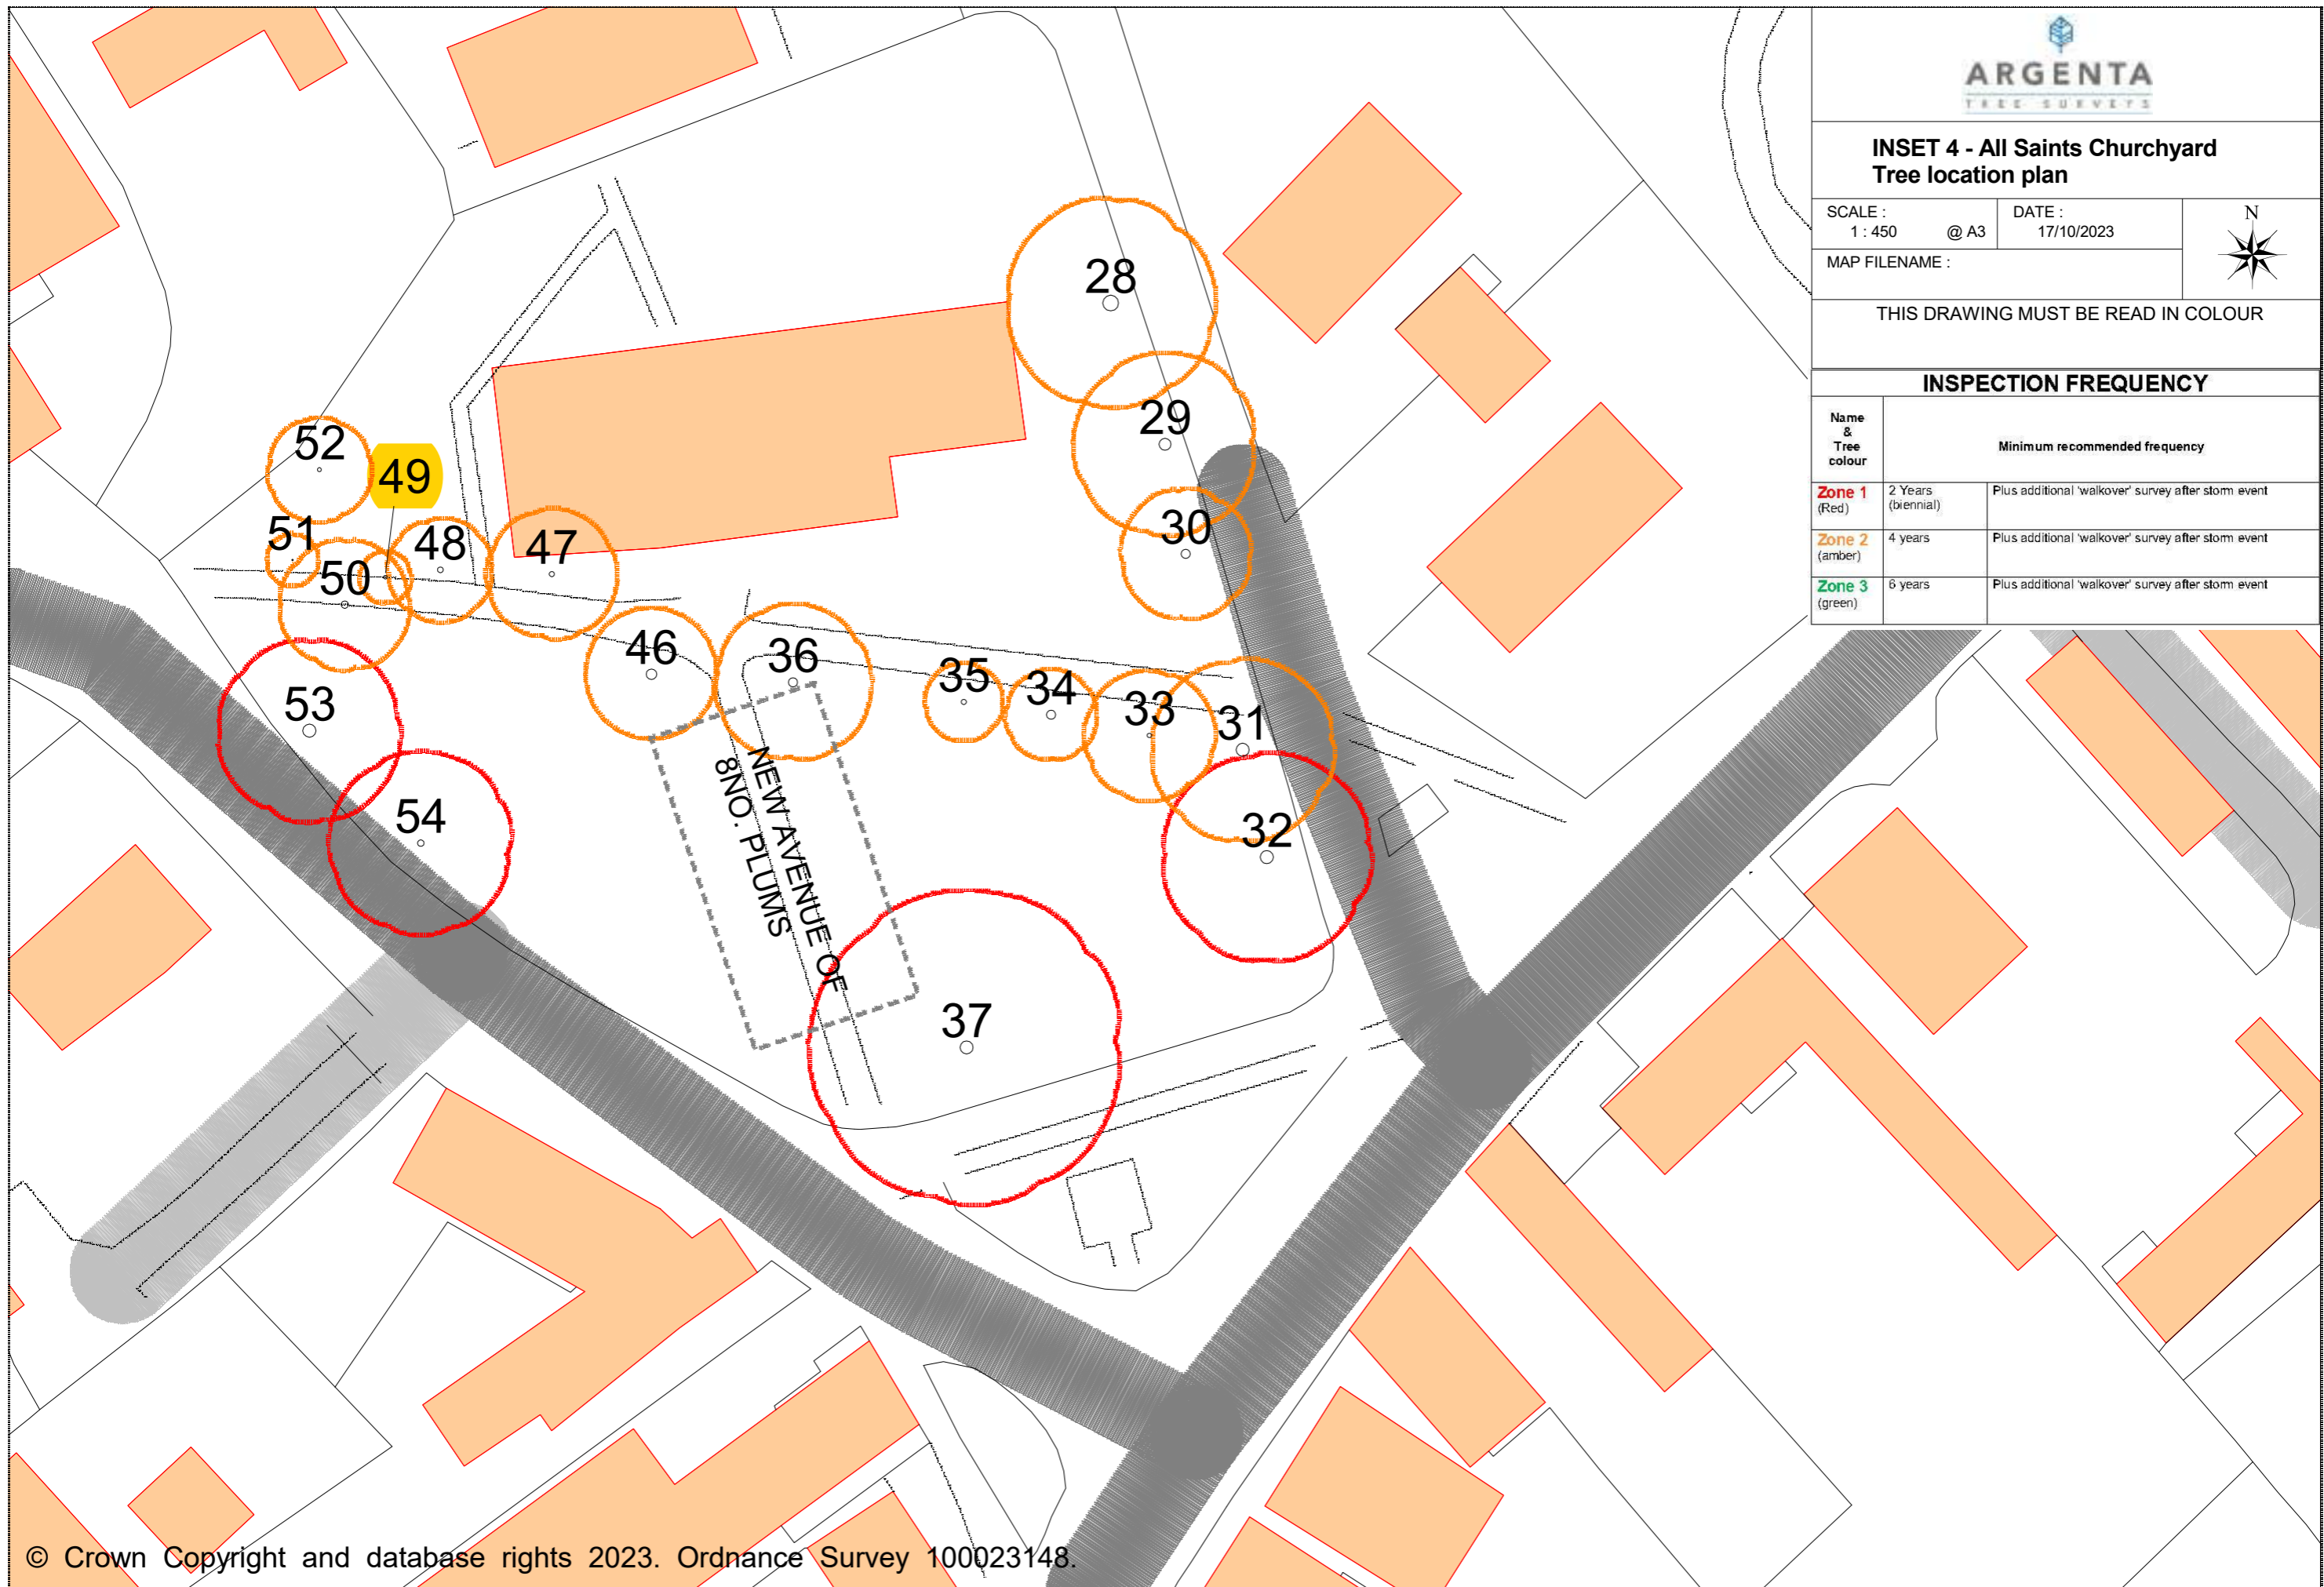 ARGENTA
TREE SURVEYS
INSET 4 - All Saints Churchyard
Tree location plan
SCALE :
1 : 450 @ A3
DATE :
17/10/2023
N
MAP FILENAME :
THIS DRAWING MUST BE READ IN COLOUR
INSPECTION FREQUENCY
Name
&
Tree
colour
Minimum recommended frequency
Zone 1
(Red)
2 Years
(biennial)
Plus additional 'walkover' survey after storm event
Zone 2
(amber)
4 years
Plus additional 'walkover' survey after storm event
Zone 3
(green)
6 years
Plus additional 'walkover' survey after storm event
28
29
52
49
30
51
48
47
50
46
36
35
34
33
31
53
54
32
NEW AVENUE OF
8NO. PLUMS
37
© Crown Copyright and database rights 2023. Ordnance Survey 100023148.